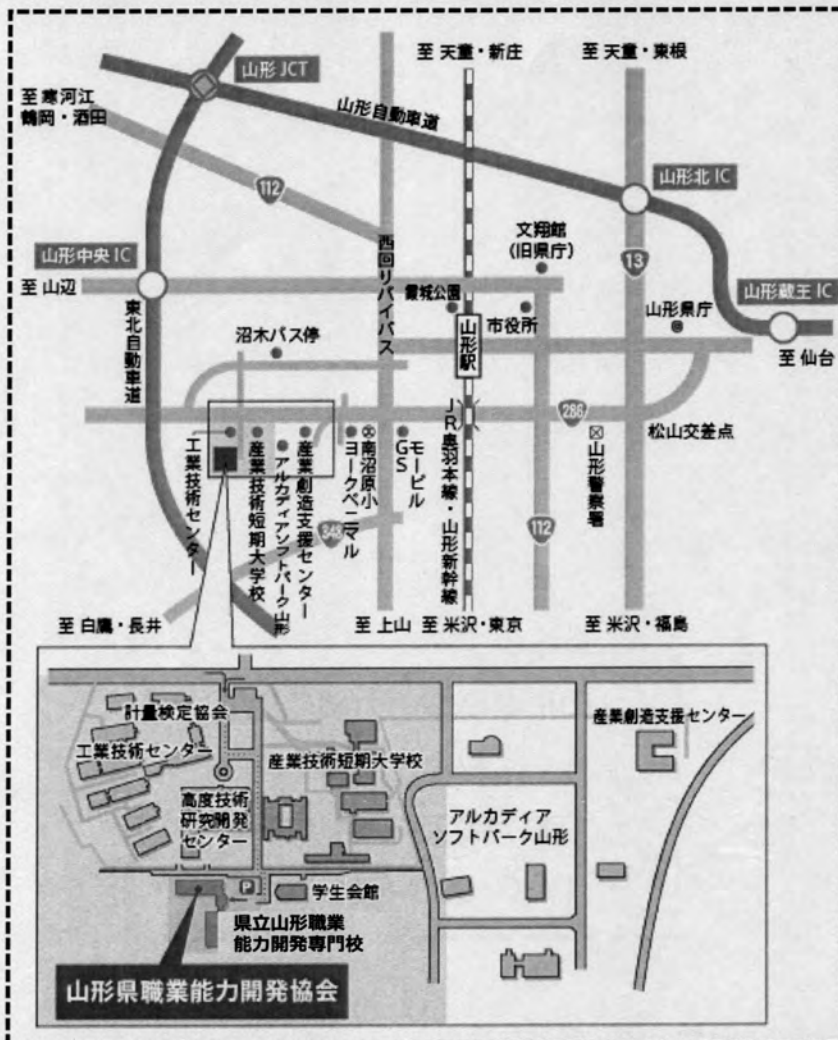 至 天童・新庄
至 天童・東根
山形 JCT
至 寒河江
鶴岡・酒田
山形自動車道
112
山形北 IC
文翔館
(旧県庁)
13
西回りバイパス
山形中央 IC
至 山辺
霞城公園
市役所
山形県庁
山形蔵王 IC
至 仙台
東北自動車道
沼木バス停
山形駅
286
松山交差点
工業技術センター
産業技術短期大学校
アルカディアソフトパーク山形
産業創造支援センター
ヨークベニマル
南沼原小
モービル
GS
JR奥羽本線・山形新幹線
山形警察署
348
112
至 白鷹・長井
至 上山
至 米沢・東京
至 米沢・福島
計量検定協会
工業技術センター
産業技術短期大学校
産業創造支援センター
高度技術
研究開発
センター
アルカディア
ソフトパーク山形
P
学生会館
県立山形職業
能力開発専門校
山形県職業能力開発協会